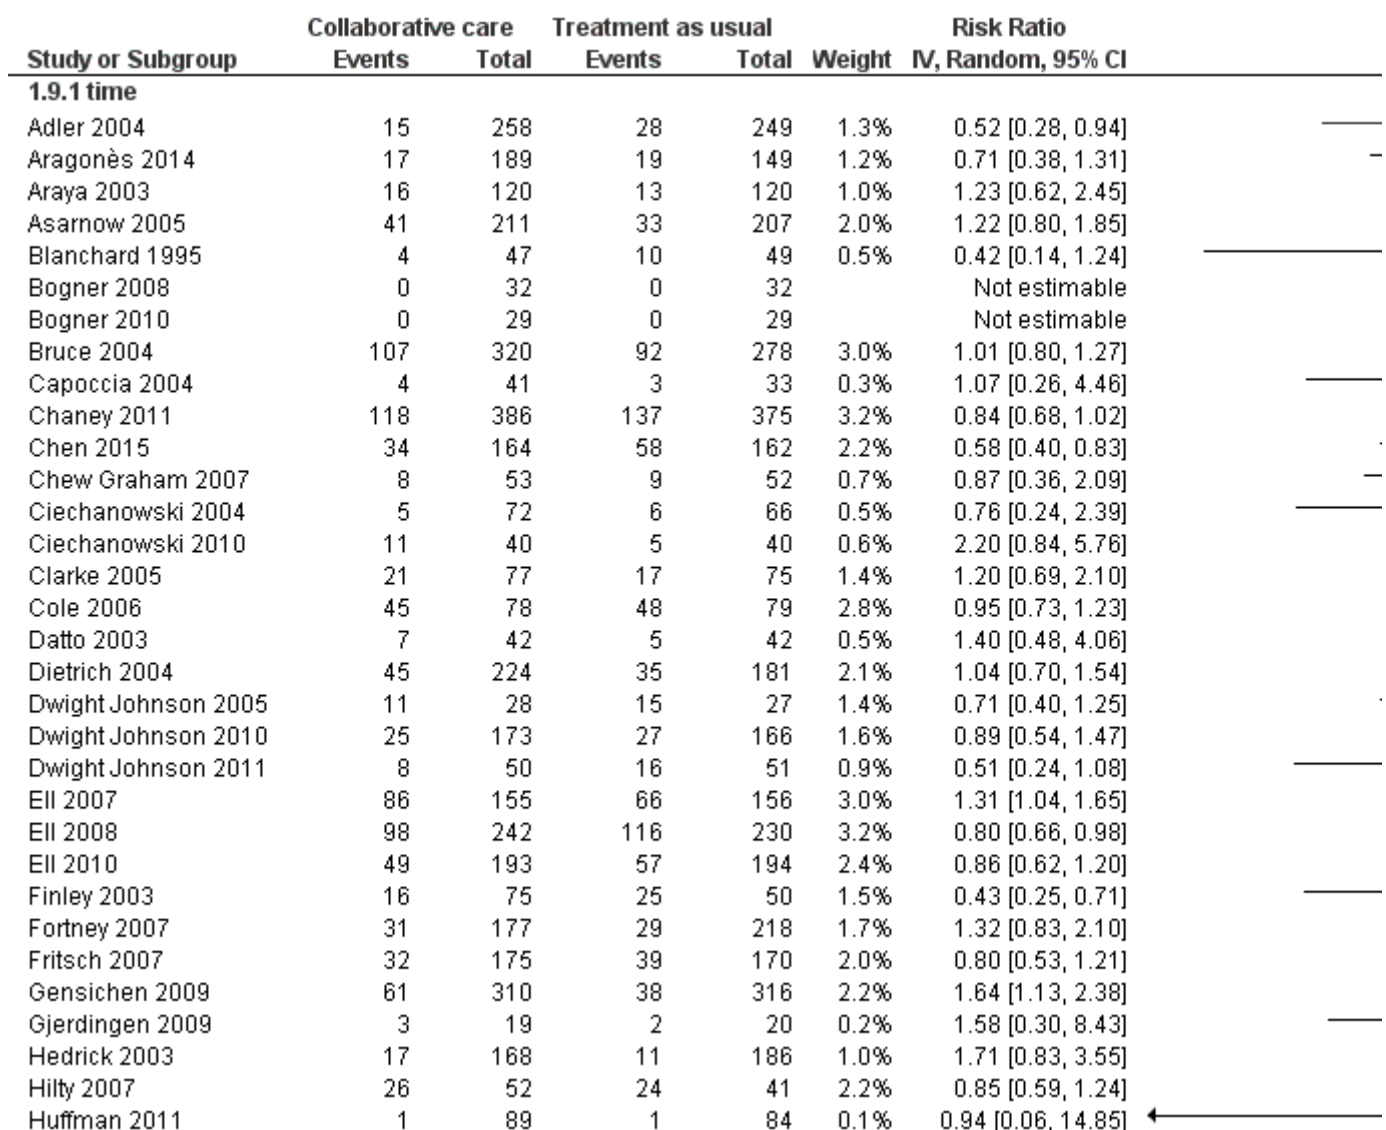 Collaborative care Treatment as usual Risk Ratio
Study or Subgroup Events Total Events Total Weight IV, Random, 95% CI
1.9.1 time
Adler 2004 15 258 28 249 1.3% 0.52 [0.28, 0.94]
Aragonès 2014 17 189 19 149 1.2% 0.71 [0.38, 1.31]
Araya 2003 16 120 13 120 1.0% 1.23 [0.62, 2.45]
Asarnow 2005 41 211 33 207 2.0% 1.22 [0.80, 1.85]
Blanchard 1995 4 47 10 49 0.5% 0.42 [0.14, 1.24]
Bogner 2008 0 32 0 32 Not estimable
Bogner 2010 0 29 0 29 Not estimable
Bruce 2004 107 320 92 278 3.0% 1.01 [0.80, 1.27]
Capoccia 2004 4 41 3 33 0.3% 1.07 [0.26, 4.46]
Chaney 2011 118 386 137 375 3.2% 0.84 [0.68, 1.02]
Chen 2015 34 164 58 162 2.2% 0.58 [0.40, 0.83]
Chew Graham 2007 8 53 9 52 0.7% 0.87 [0.36, 2.09]
Ciechanowski 2004 5 72 6 66 0.5% 0.76 [0.24, 2.39]
Ciechanowski 2010 11 40 5 40 0.6% 2.20 [0.84, 5.76]
Clarke 2005 21 77 17 75 1.4% 1.20 [0.69, 2.10]
Cole 2006 45 78 48 79 2.8% 0.95 [0.73, 1.23]
Datto 2003 7 42 5 42 0.5% 1.40 [0.48, 4.06]
Dietrich 2004 45 224 35 181 2.1% 1.04 [0.70, 1.54]
Dwight Johnson 2005 11 28 15 27 1.4% 0.71 [0.40, 1.25]
Dwight Johnson 2010 25 173 27 166 1.6% 0.89 [0.54, 1.47]
Dwight Johnson 2011 8 50 16 51 0.9% 0.51 [0.24, 1.08]
Ell 2007 86 155 66 156 3.0% 1.31 [1.04, 1.65]
Ell 2008 98 242 116 230 3.2% 0.80 [0.66, 0.98]
Ell 2010 49 193 57 194 2.4% 0.86 [0.62, 1.20]
Finley 2003 16 75 25 50 1.5% 0.43 [0.25, 0.71]
Fortney 2007 31 177 29 218 1.7% 1.32 [0.83, 2.10]
Fritsch 2007 32 175 39 170 2.0% 0.80 [0.53, 1.21]
Gensichen 2009 61 310 38 316 2.2% 1.64 [1.13, 2.38]
Gjerdingen 2009 3 19 2 20 0.2% 1.58 [0.30, 8.43]
Hedrick 2003 17 168 11 186 1.0% 1.71 [0.83, 3.55]
Hilty 2007 26 52 24 41 2.2% 0.85 [0.59, 1.24]
Huffman 2011 1 89 1 84 0.1% 0.94 [0.06, 14.85]